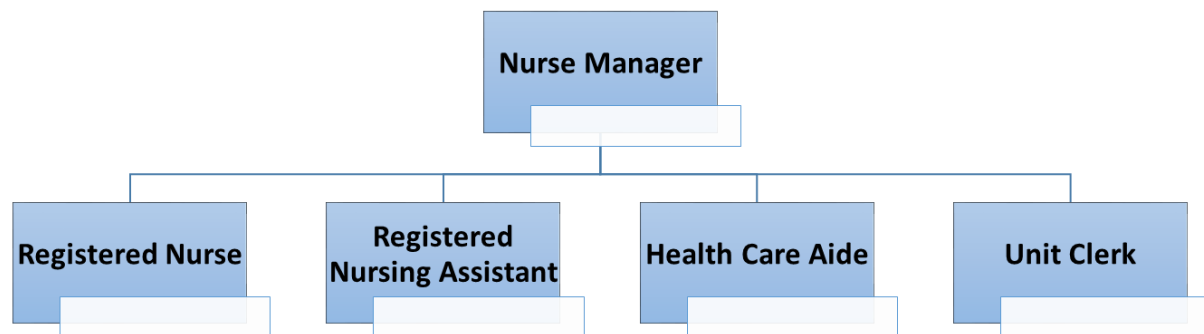 Nurse Manager
Registered Nurse
Registered
Nursing Assistant
Health Care Aide
Unit Clerk